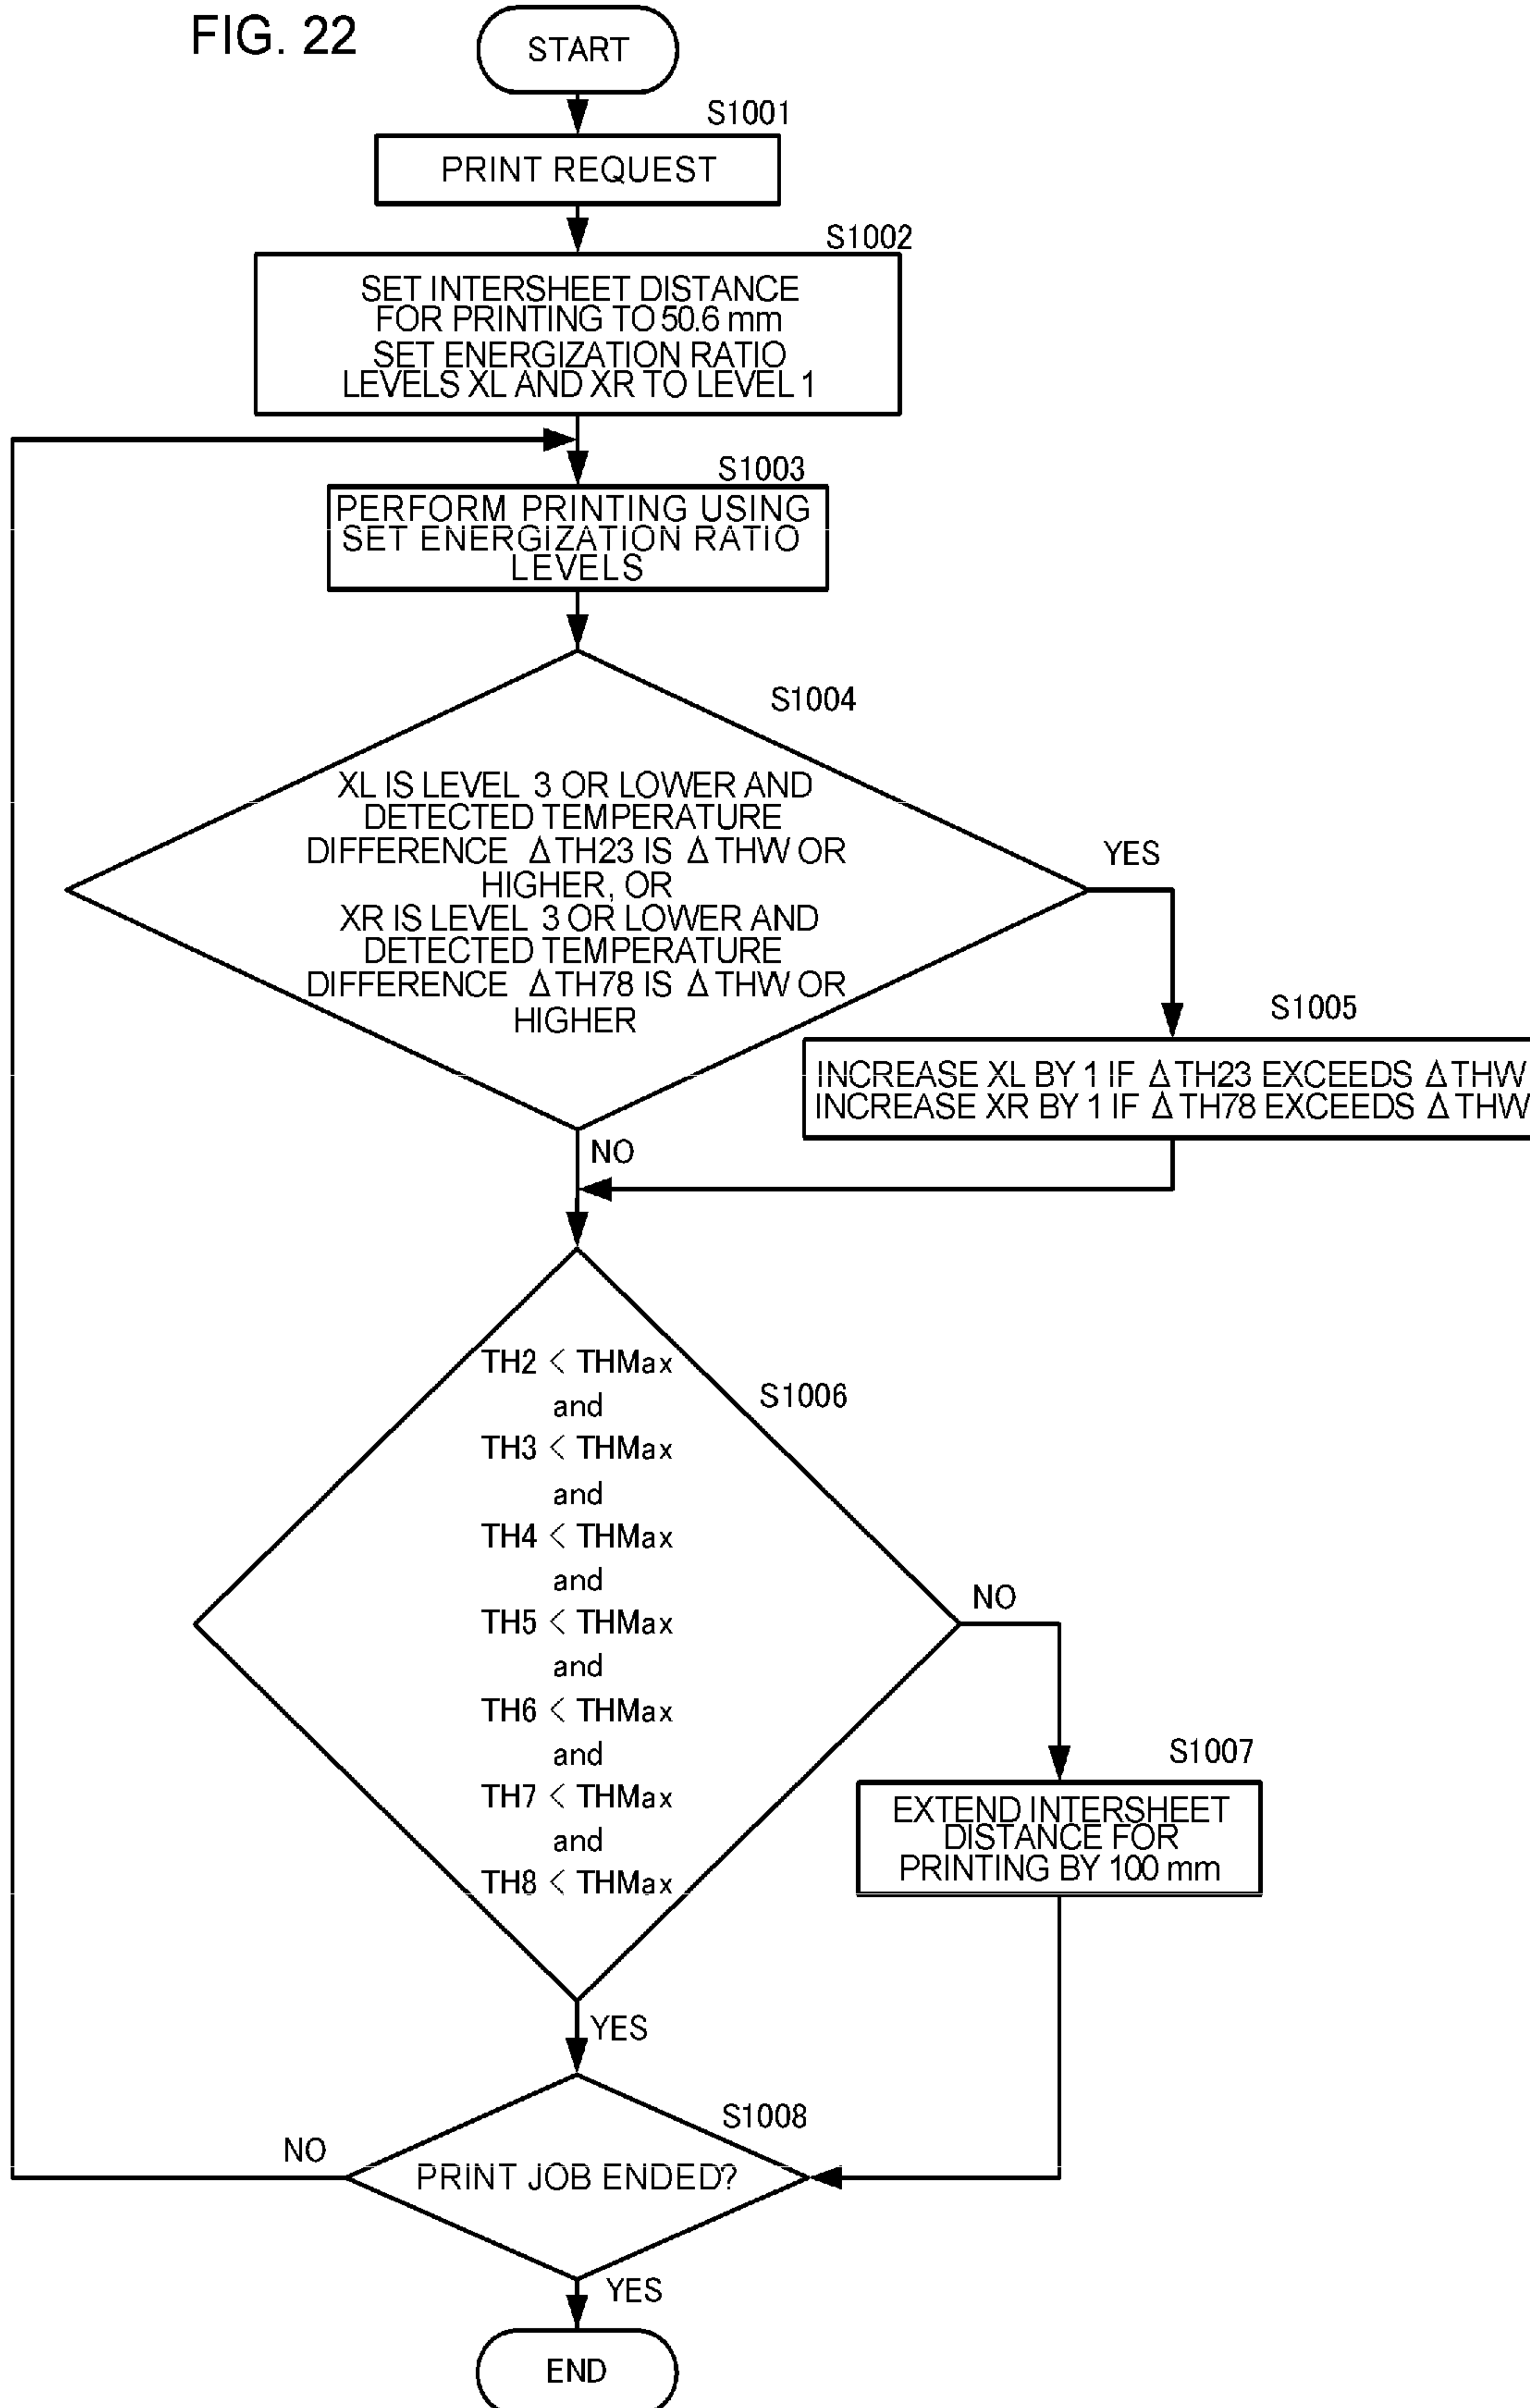 FIG. 22
START
S1001
PRINT REQUEST
S1002
SET INTERSHEET DISTANCE
FOR PRINTING TO 50.6 mm
SET ENERGIZATION RATIO
LEVELS XL AND XR TO LEVEL 1
S1003
PERFORM PRINTING USING
SET ENERGIZATION RATIO
LEVELS
S1004
XL IS LEVEL 3 OR LOWER AND
DETECTED TEMPERATURE
DIFFERENCE ΔTH23 IS ΔTHW OR
HIGHER, OR
XR IS LEVEL 3 OR LOWER AND
DETECTED TEMPERATURE
DIFFERENCE ΔTH78 IS ΔTHW OR
HIGHER
YES
S1005
INCREASE XL BY 1 IF ΔTH23 EXCEEDS ΔTHW
INCREASE XR BY 1 IF ΔTH78 EXCEEDS ΔTHW
NO
TH2 < THMax
and
TH3 < THMax
and
TH4 < THMax
and
TH5 < THMax
and
TH6 < THMax
and
TH7 < THMax
and
TH8 < THMax
S1006
NO
S1007
EXTEND INTERSHEET
DISTANCE FOR
PRINTING BY 100 mm
YES
S1008
PRINT JOB ENDED?
NO
YES
END